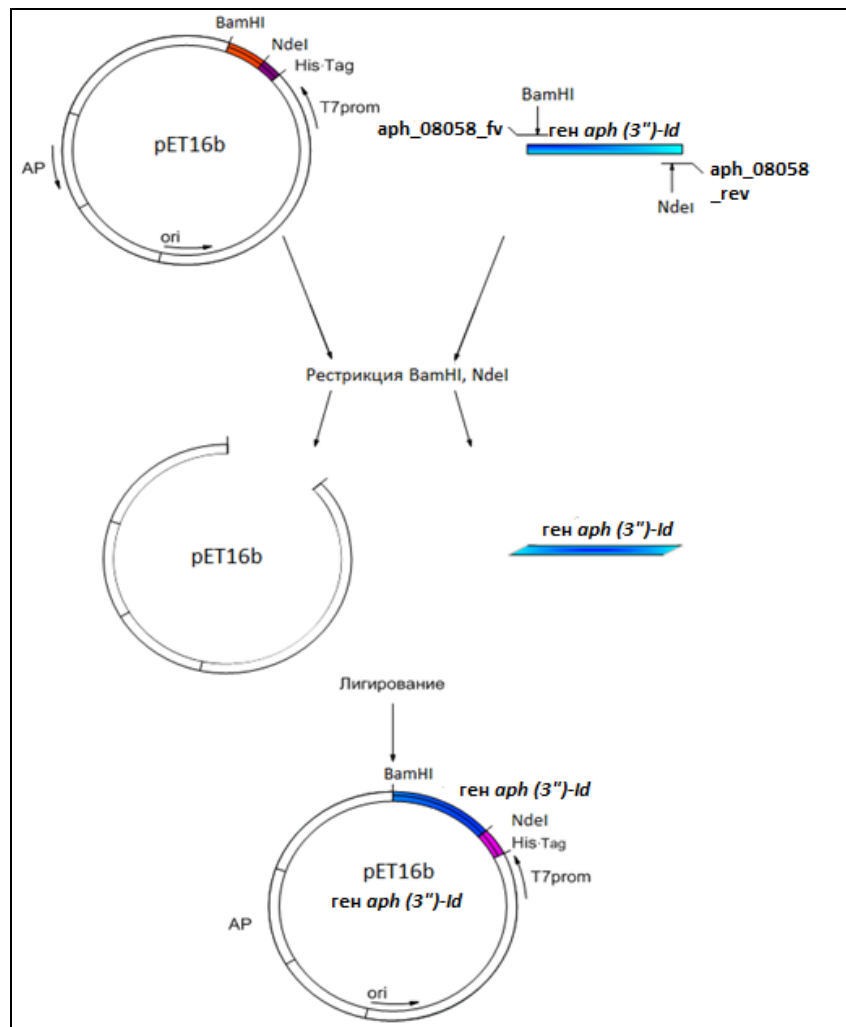 BamHI
NdeI
His·Tag
T7prom
pET16b
AP
ori
BamHI
aph_08058_fv
ген aph (3")-Id
aph_08058
_rev
NdeI
Рестрикция BamHI, NdeI
pET16b
ген aph (3")-Id
Лигирование
BamHI
ген aph (3")-Id
NdeI
His·Tag
T7prom
pET16b
ген aph (3")-Id
AP
ori